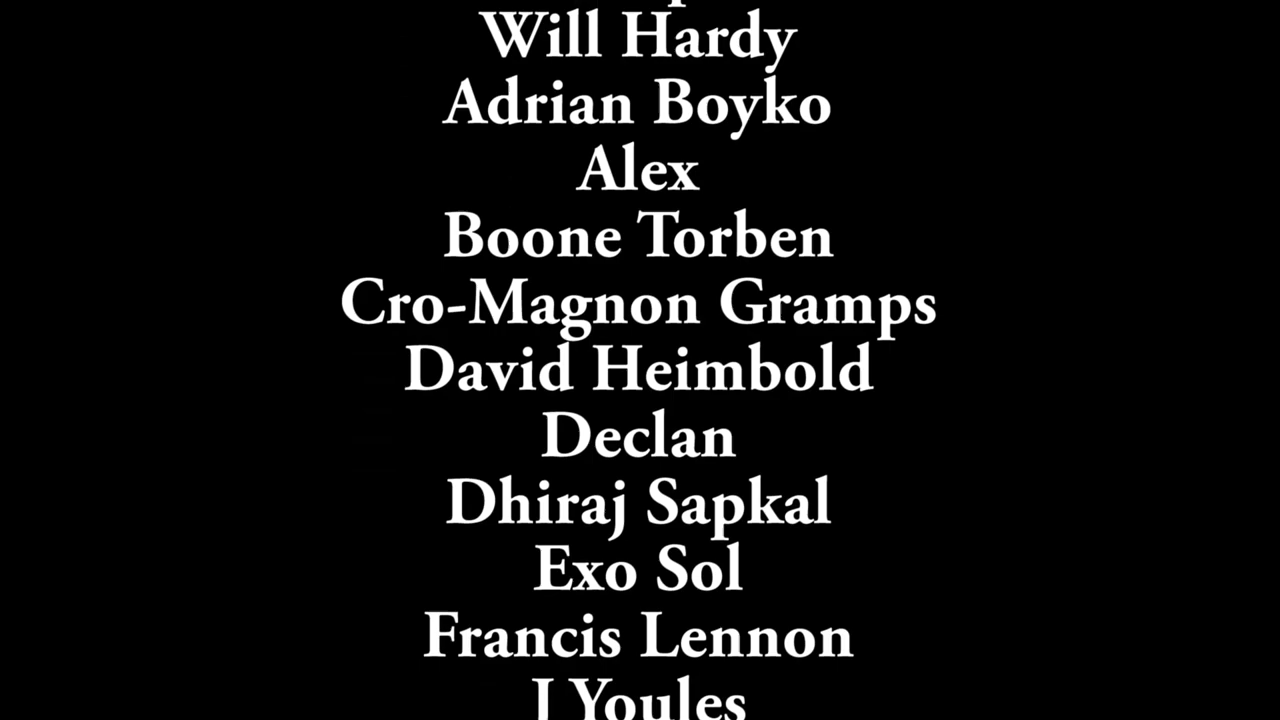 Will Hardy
Adrian Boyko
Alex
Boone Torben
Cro-Magnon Gramps
David Heimbold
Declan
Dhiraj Sapkal
Exo Sol
Francis Lennon
J Youles